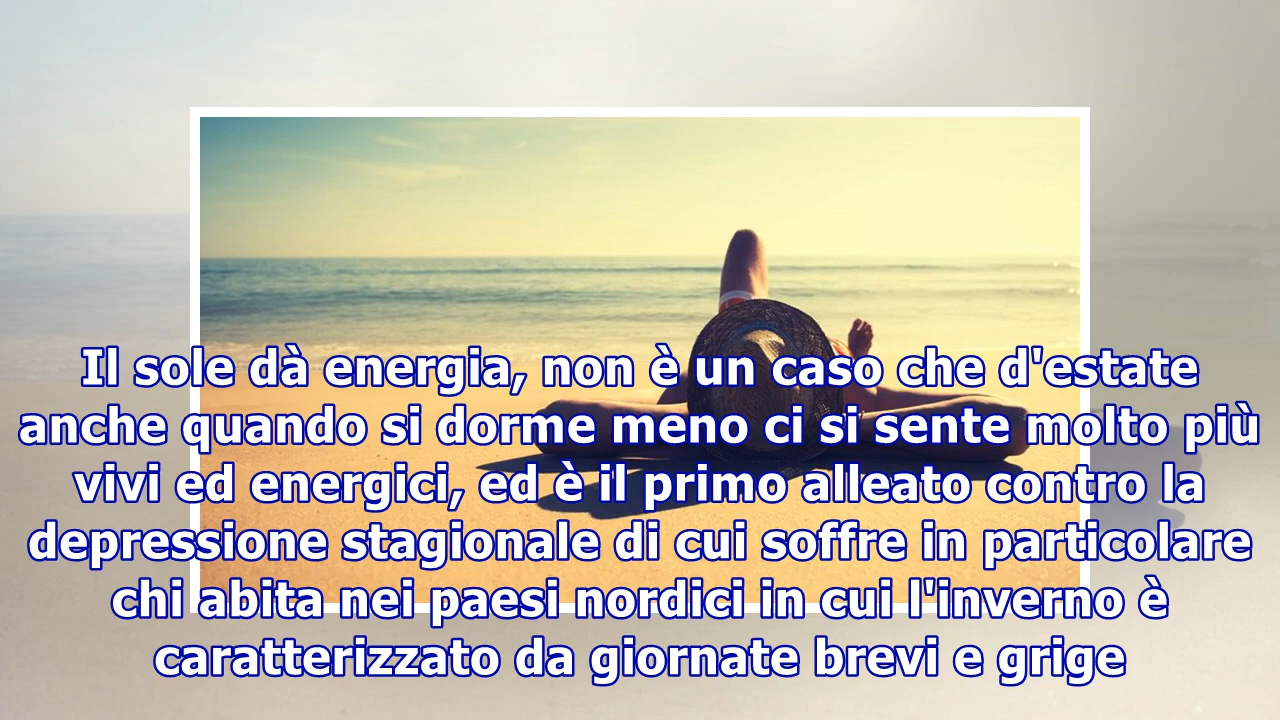 Il sole dà energia, non è un caso che d'estate
anche quando si dorme meno ci si sente molto più
vivi ed energici, ed è il primo alleato contro la
depressione stagionale di cui soffre in particolare
chi abita nei paesi nordici in cui l'inverno è
caratterizzato da giornate brevi e grige